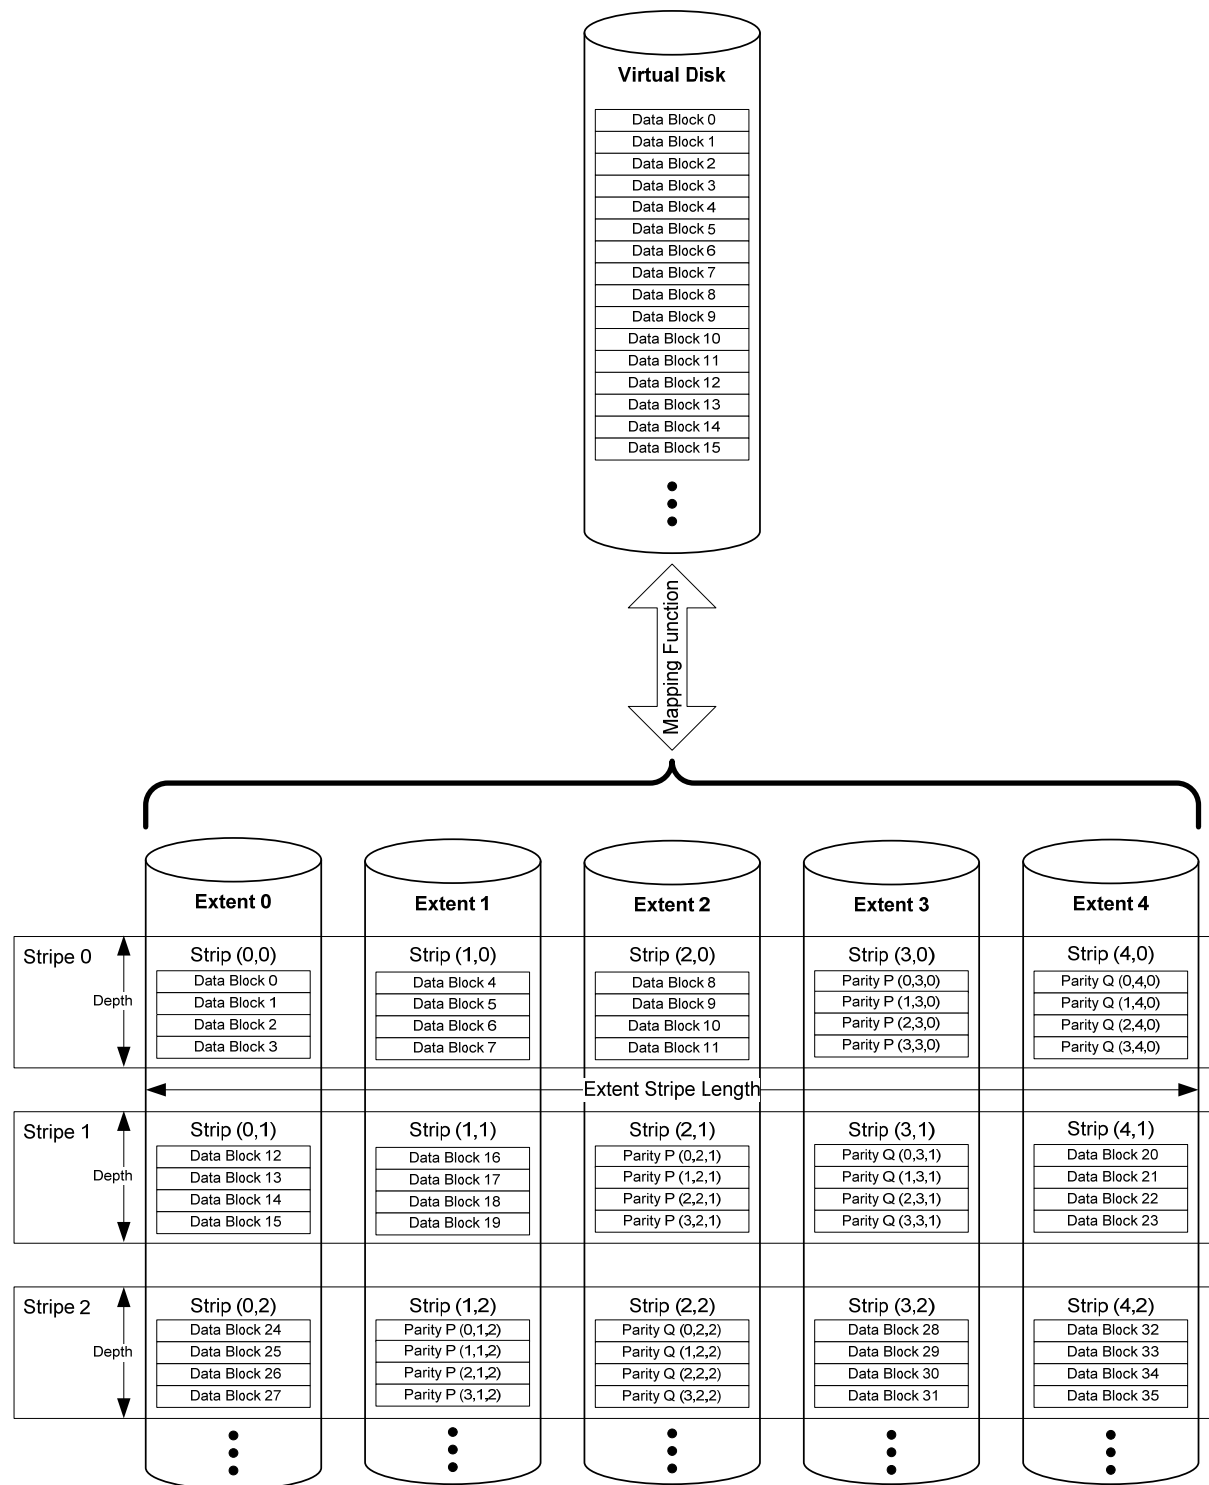 Virtual Disk
Data Block 0
Data Block 1
Data Block 2
Data Block 3
Data Block 4
Data Block 5
Data Block 6
Data Block 7
Data Block 8
Data Block 9
Data Block 10
Data Block 11
Data Block 12
Data Block 13
Data Block 14
Data Block 15
Mapping Function
Extent 0
Extent 1
Extent 2
Extent 3
Extent 4
Stripe 0
Depth
Strip (0,0)
Data Block 0
Data Block 1
Data Block 2
Data Block 3
Strip (1,0)
Data Block 4
Data Block 5
Data Block 6
Data Block 7
Strip (2,0)
Data Block 8
Data Block 9
Data Block 10
Data Block 11
Strip (3,0)
Parity P (0,3,0)
Parity P (1,3,0)
Parity P (2,3,0)
Parity P (3,3,0)
Strip (4,0)
Parity Q (0,4,0)
Parity Q (1,4,0)
Parity Q (2,4,0)
Parity Q (3,4,0)
Extent Stripe Length
Stripe 1
Depth
Strip (0,1)
Data Block 12
Data Block 13
Data Block 14
Data Block 15
Strip (1,1)
Data Block 16
Data Block 17
Data Block 18
Data Block 19
Strip (2,1)
Parity P (0,2,1)
Parity P (1,2,1)
Parity P (2,2,1)
Parity P (3,2,1)
Strip (3,1)
Parity Q (0,3,1)
Parity Q (1,3,1)
Parity Q (2,3,1)
Parity Q (3,3,1)
Strip (4,1)
Data Block 20
Data Block 21
Data Block 22
Data Block 23
Stripe 2
Depth
Strip (0,2)
Data Block 24
Data Block 25
Data Block 26
Data Block 27
Strip (1,2)
Parity P (0,1,2)
Parity P (1,1,2)
Parity P (2,1,2)
Parity P (3,1,2)
Strip (2,2)
Parity Q (0,2,2)
Parity Q (1,2,2)
Parity Q (2,2,2)
Parity Q (3,2,2)
Strip (3,2)
Data Block 28
Data Block 29
Data Block 30
Data Block 31
Strip (4,2)
Data Block 32
Data Block 33
Data Block 34
Data Block 35